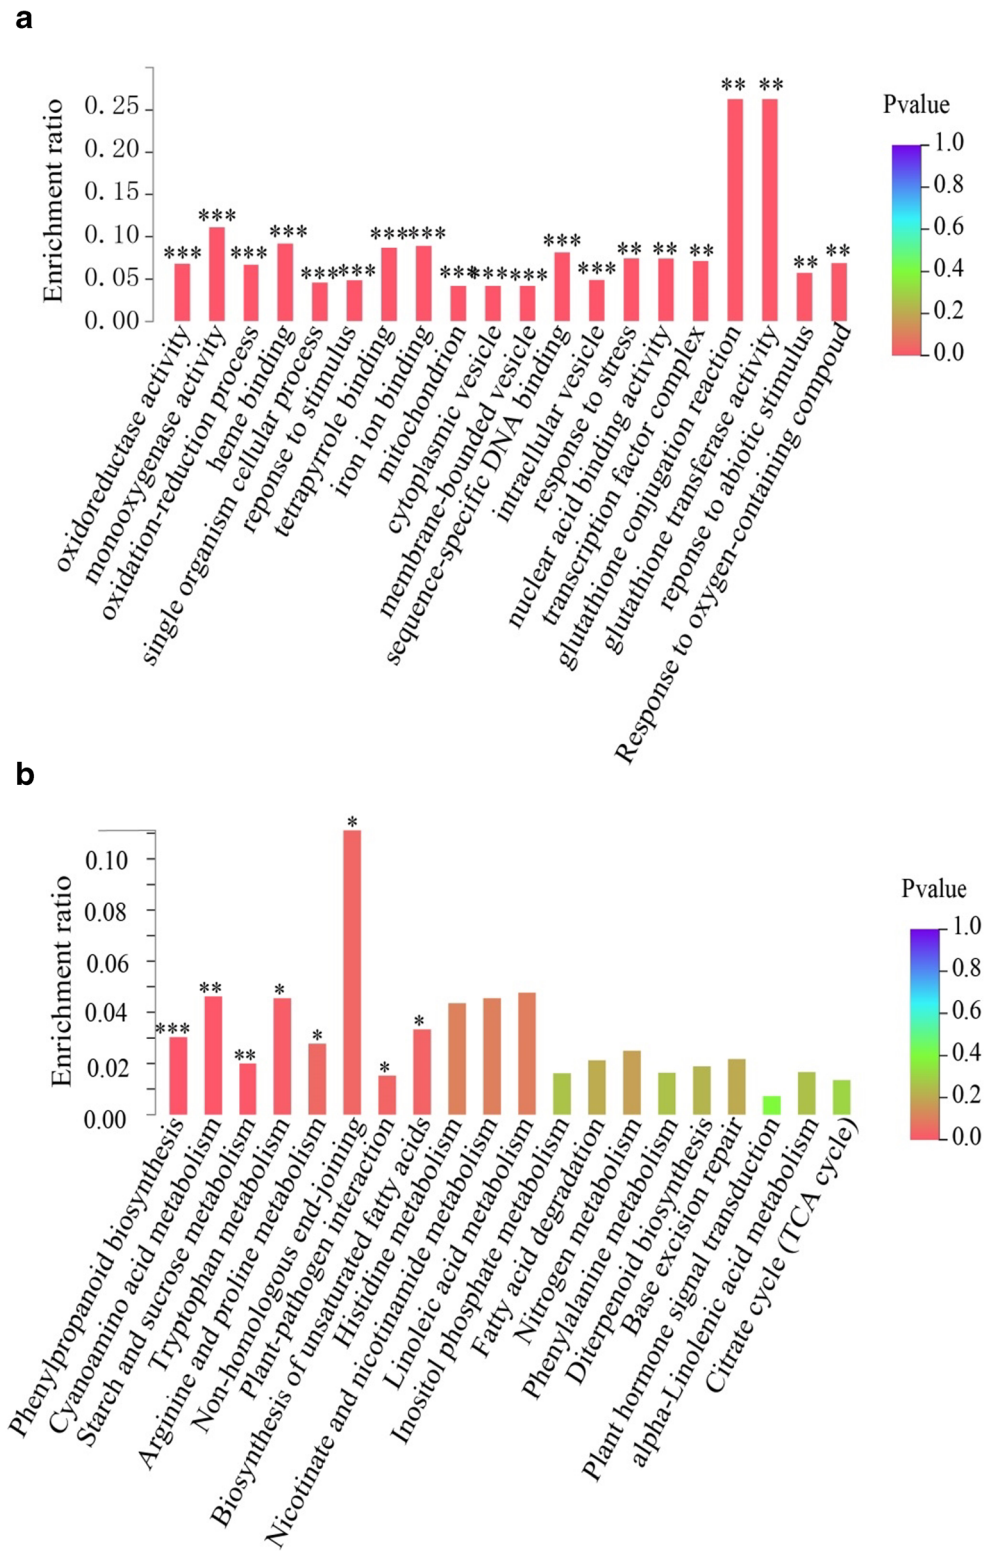 a
Enrichment ratio
0.25
0.20
0.15
0.10
0.05
0.00
*** *** *** *** *** *** *** *** *** *** *** *** *** ** ** ** ** ** ** **
oxidoreductase activity
monooxygenase activity
oxidation-reduction process
heme binding
single organism cellular process
reponse to stimulus
tetrapyrrole binding
iron ion binding
mitochondrion
cytoplasmic vesicle
membrane-bounded vesicle
sequence-specific DNA binding
intracllular vesicle
response to stress
nuclear acid binding activity
transcription factor complex
glutathione conjugation reaction
glutathione transferase activity
reponse to abiotic stimulus
Response to oxygen-containing compoud
Pvalue
1.0
0.8
0.6
0.4
0.2
0.0
b
Enrichment ratio
0.10
0.08
0.06
0.04
0.02
0.00
*** ** ** * * * * *
Phenylpropanoid biosynthesis
Cyanoamino acid metabolism
Starch and sucrose metabolism
Tryptophan metabolism
Arginine and proline metabolism
Non-homologous end-joining
Plant-pathogen interaction
Biosynthesis of unsaturated fatty acids
Histidine metabolism
Nicotinate and nicotinamide metabolism
Linoleic acid metabolism
Inositol phosphate metabolism
Fatty acid degradation
Nitrogen metabolism
Phenylalanine metabolism
Diterpenoid biosynthesis
Base excision repair
Plant hormone signal transduction
alpha-Linolenic acid metabolism
Citrate cycle (TCA cycle)
Pvalue
1.0
0.8
0.6
0.4
0.2
0.0